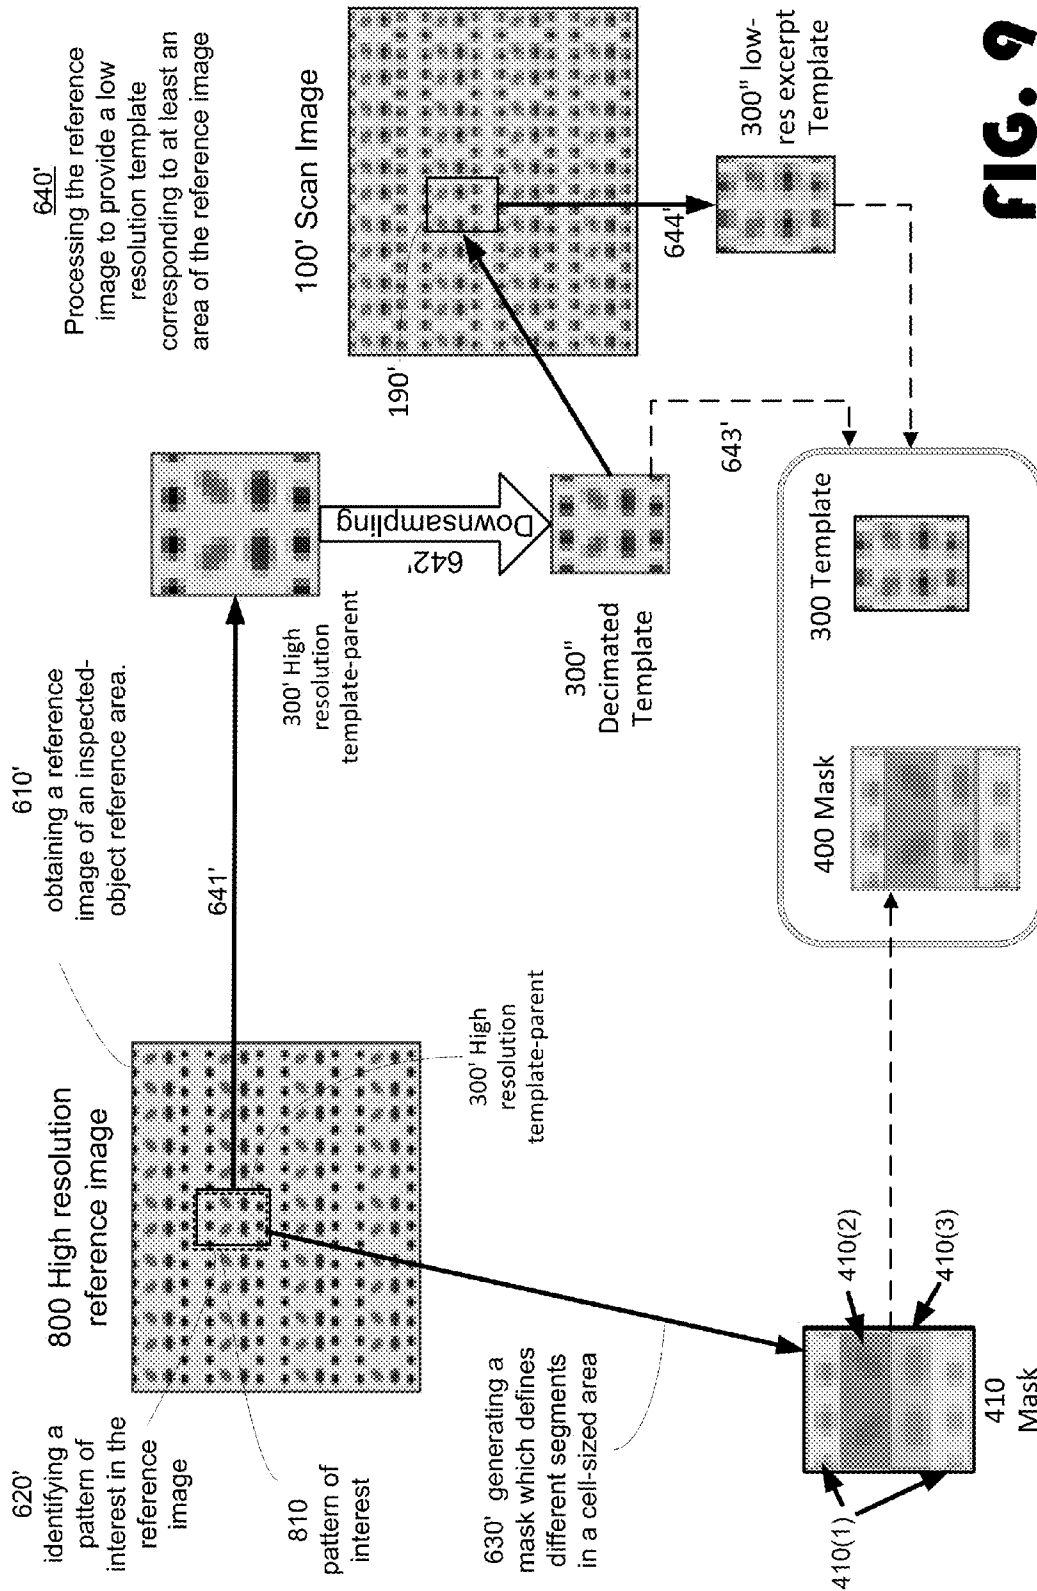 620'
identifying a
pattern of
interest in the
reference
image
810
pattern of
interest
800 High resolution
reference image
610'
obtaining a reference
image of an inspected-
object reference area.
641'
300' High
resolution
template-parent
300' High
resolution
template-parent
640'
Processing the reference
image to provide a low
resolution template
corresponding to at least an
area of the reference image
Downsampling
642'
190'
100' Scan Image
300"
Decimated
Template
643'
644'
300" low-
res excerpt
Template
630' generating a
mask which defines
different segments
in a cell-sized area
410(1)
410(2)
410(3)
410
Mask
400 Mask
300 Template
FIG. 9